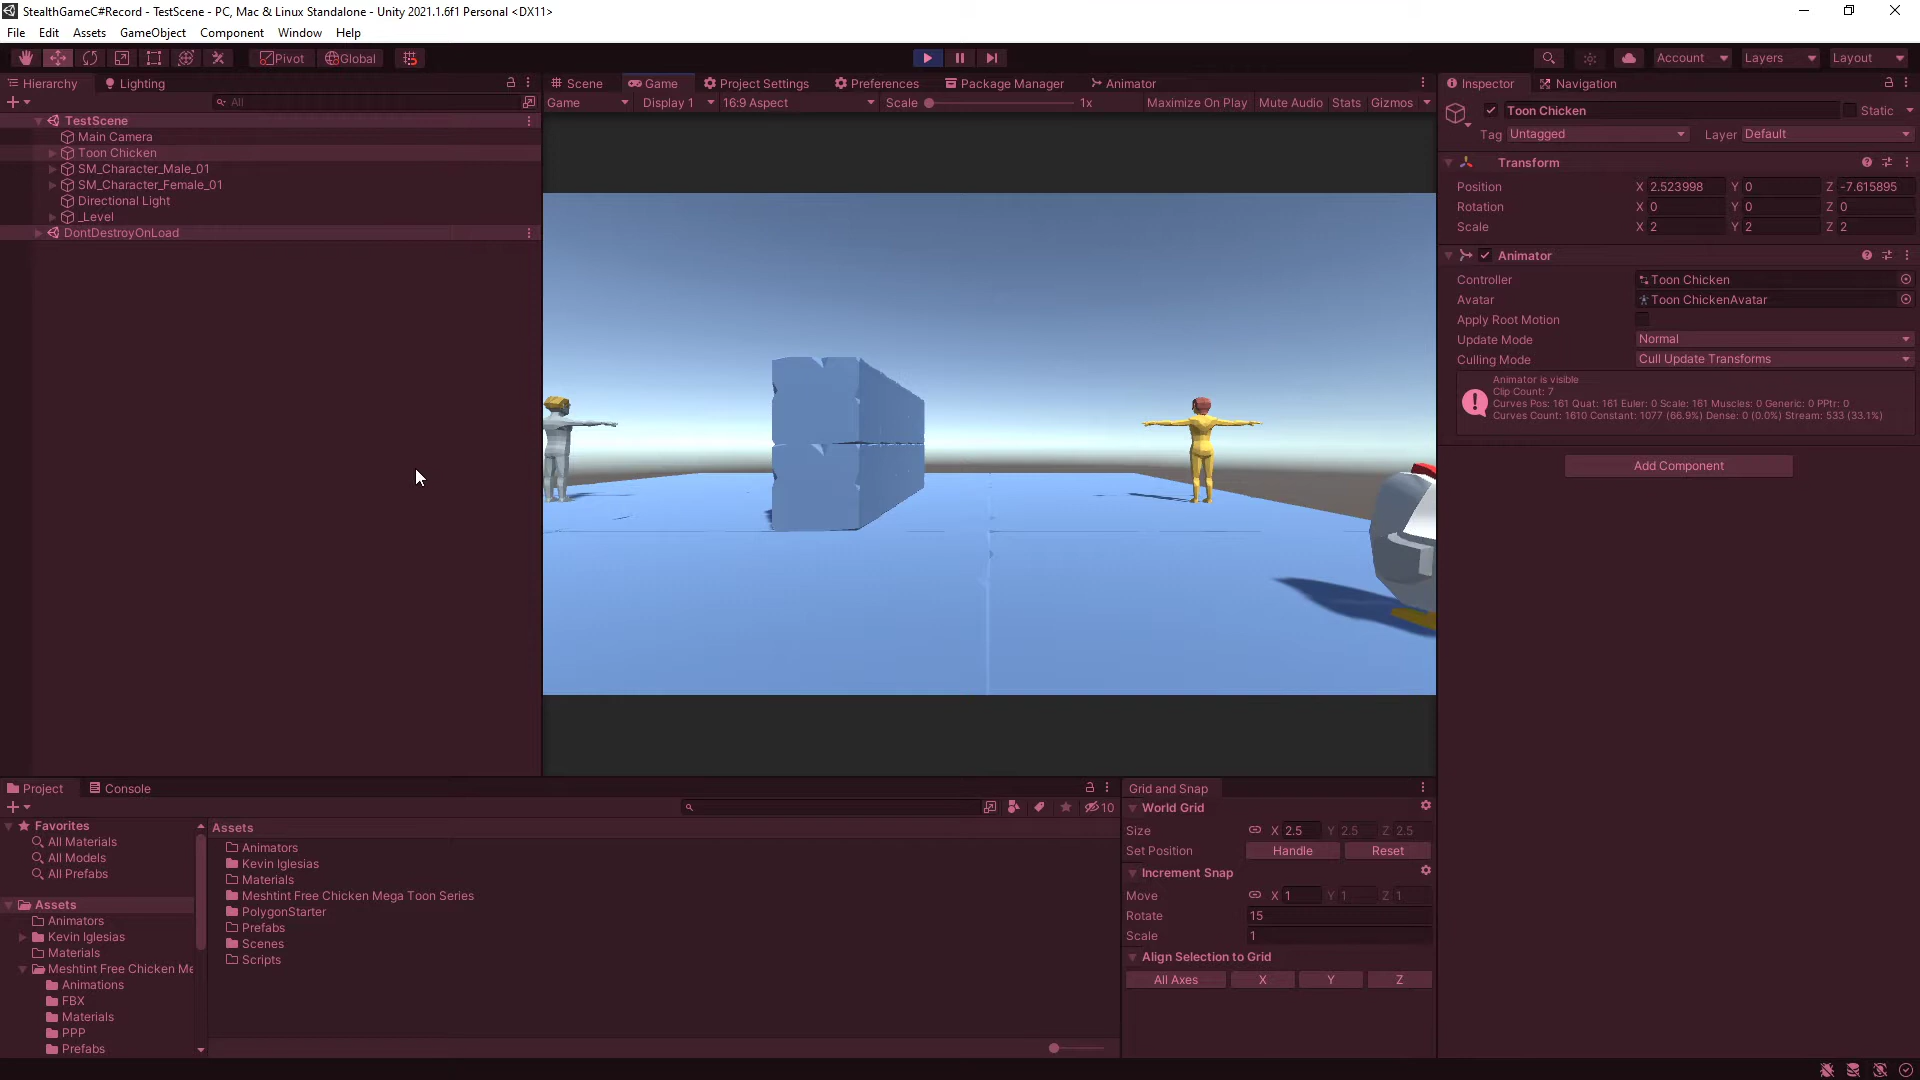 StealthGameC#Record - TestScene - PC, Mac & Linux Standalone - Unity 2021.1.6f1 Personal <DX11>
File Edit Assets GameObject Component Window Help
Pivot Global Account Layers Layout
Hierarchy Lighting
All
TestScene
Main Camera
Toon Chicken
SM_Character_Male_01
SM_Character_Female_01
Directional Light
_Level
DontDestroyOnLoad
Scene Game Project Settings Preferences Package Manager Animator
Game Display 1 16:9 Aspect Scale 1x Maximize On Play Mute Audio Stats Gizmos
Inspector Navigation
Toon Chicken Static
Tag Untagged Layer Default
Transform
Position X 2.523998 Y 0 Z -7.615895
Rotation X 0 Y 0 Z 0
Scale X 2 Y 2 Z 2
Animator
Controller Toon Chicken
Avatar Toon ChickenAvatar
Apply Root Motion
Update Mode Normal
Culling Mode Cull Update Transforms
Animator is visible
Clip Count: 7
Curves Pos: 161 Quat: 161 Euler: 0 Scale: 161 Muscles: 0 Generic: 0 PPtr: 0
Curves Count: 1610 Constant: 1077 (66.9%) Dense: 0 (0.0%) Stream: 533 (33.1%)
Add Component
Project Console
10
Favorites
All Materials
All Models
All Prefabs
Assets
Animators
Kevin Iglesias
Materials
Meshtint Free Chicken Me
Animations
FBX
Materials
PPP
Prefabs
Assets
Animators
Kevin Iglesias
Materials
Meshtint Free Chicken Mega Toon Series
PolygonStarter
Prefabs
Scenes
Scripts
Grid and Snap
World Grid
Size X 2.5 Y 2.5 Z 2.5
Set Position Handle Reset
Increment Snap
Move X 1 Y 1 Z 1
Rotate 15
Scale 1
Align Selection to Grid
All Axes X Y Z